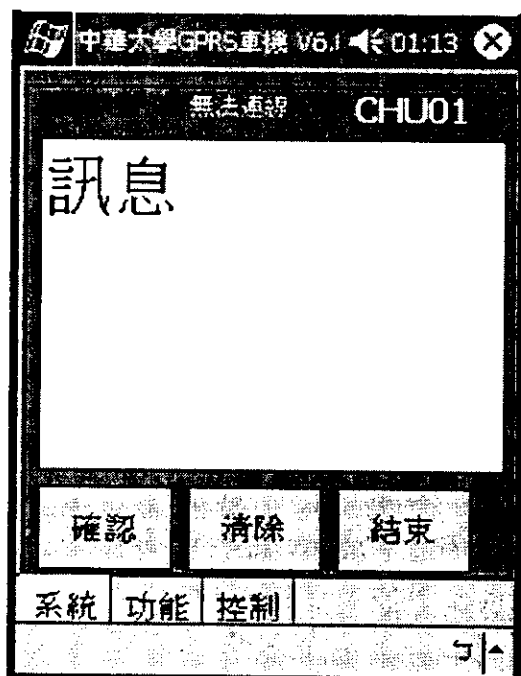 中華大學GPRS車機 V6. 01:13
無法連線 CHU01
訊息
確認 清除 結束
系統 功能 控制
ㄅ